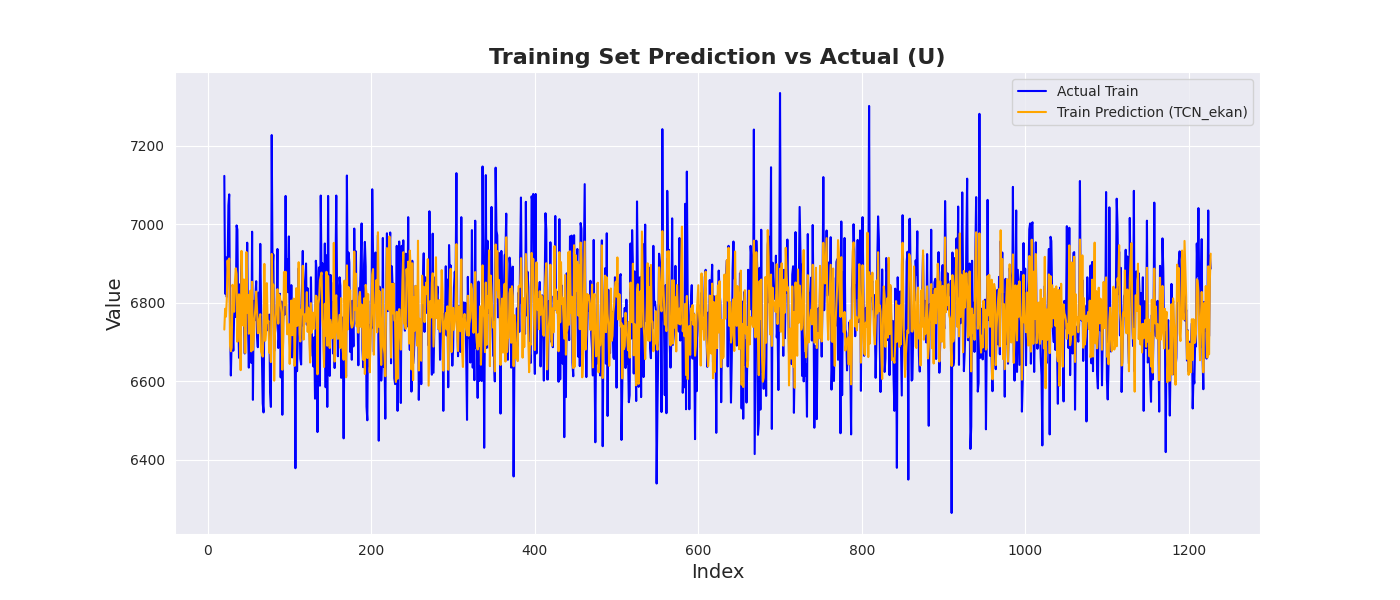 Training Set Prediction vs Actual (U)
Actual Train
Train Prediction (TCN_ekan)
Value
7200
7000
6800
6600
6400
0 200 400 600 800 1000 1200
Index